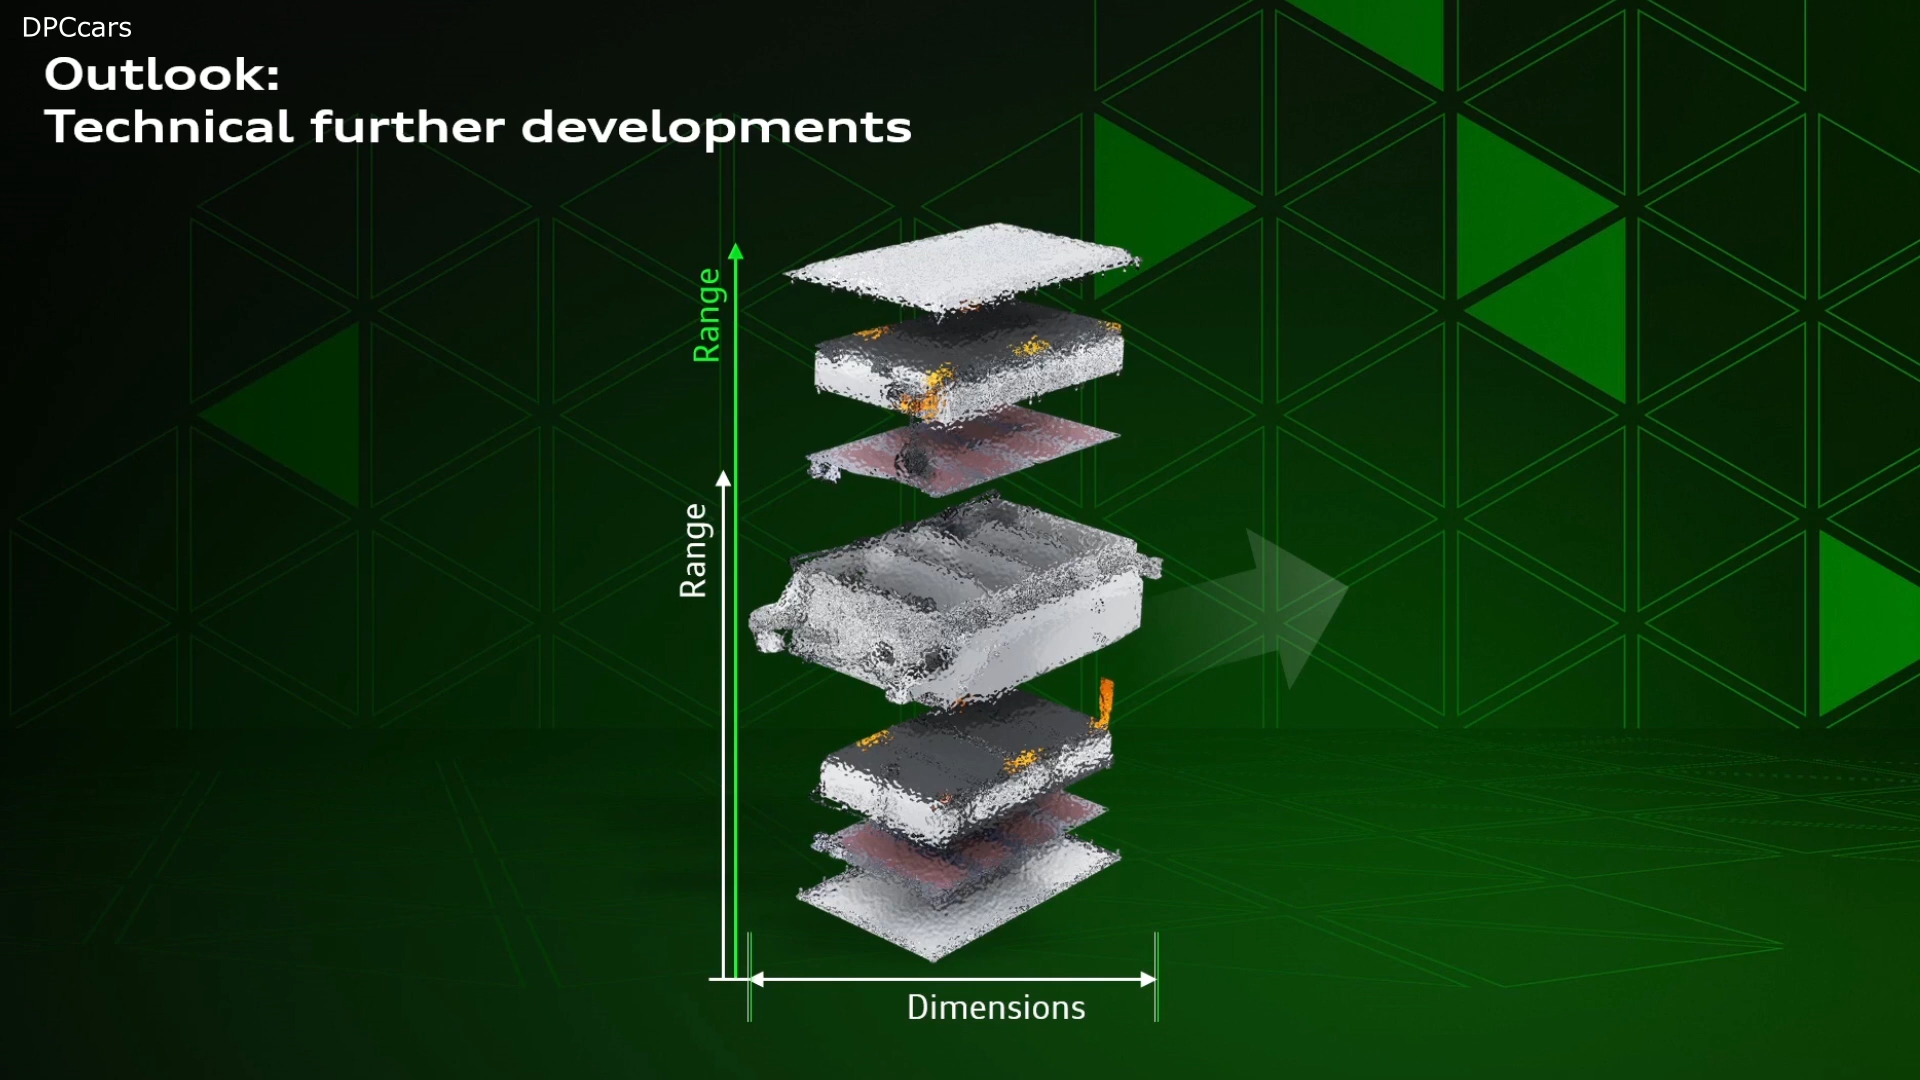 DPCcars
Outlook:
Technical further developments
Range
Range
Dimensions